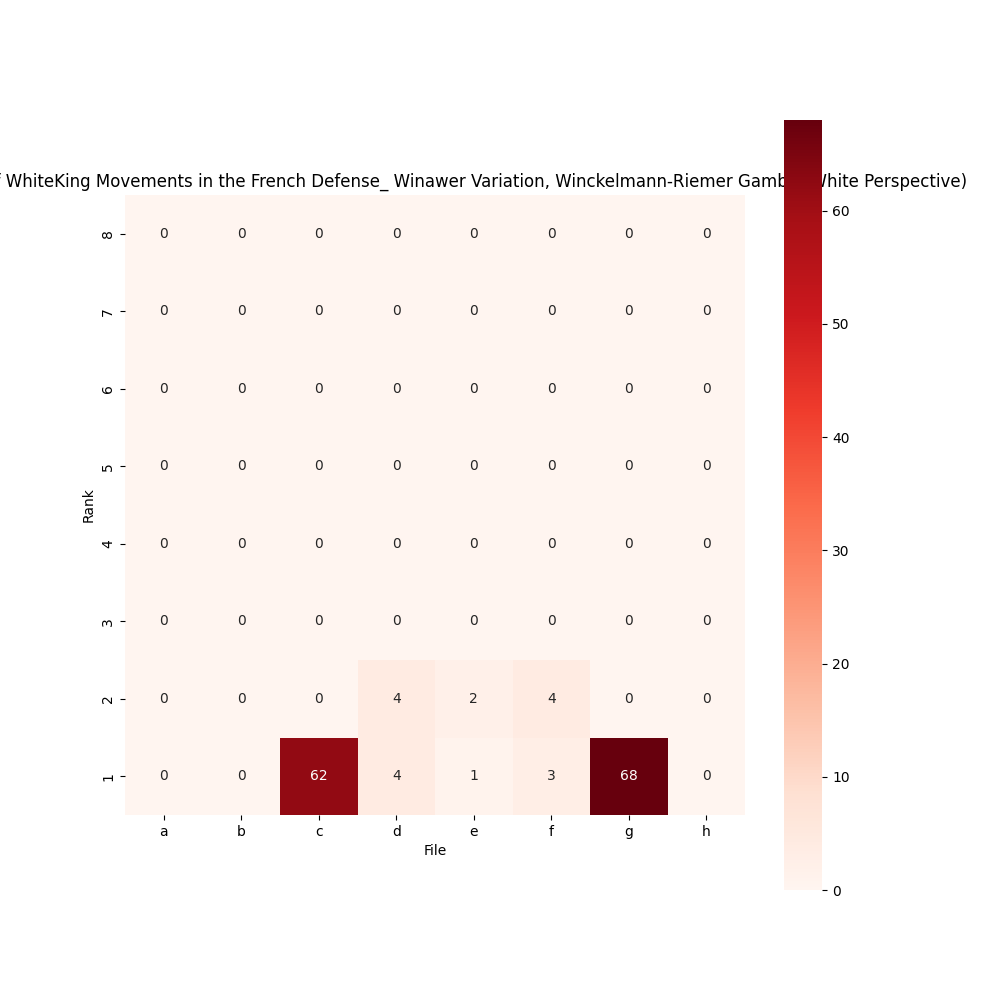 WhiteKing Movements in the French Defense_ Winawer Variation, Winckelmann-Riemer Perspective)
60
8 0 0 0 0 0 0 0 0
50
7 0 0 0 0 0 0 0 0
6 0 0 0 0 0 0 0 0
40
5 0 0 0 0 0 0 0 0
Rank
30
4 0 0 0 0 0 0 0 0
3 0 0 0 0 0 0 0 0
20
2 0 0 0 4 2 4 0 0
10
1 0 0 62 4 1 3 68 0
a b c d e f g h
File
0